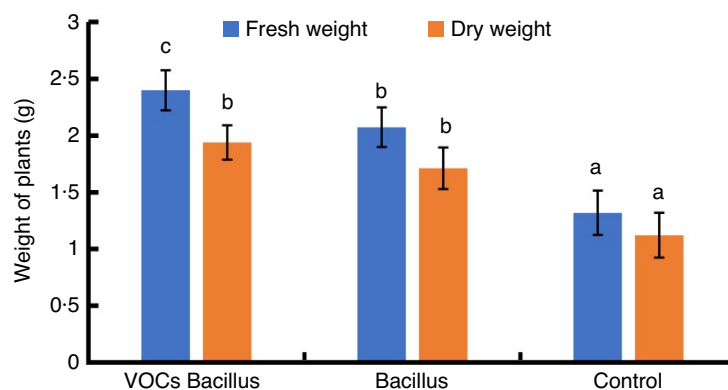 Fresh weight
Dry weight
Weight of plants (g)
3
2·5
2
1·5
1
0·5
0
c
b
b
b
a
a
VOCs Bacillus
Bacillus
Control